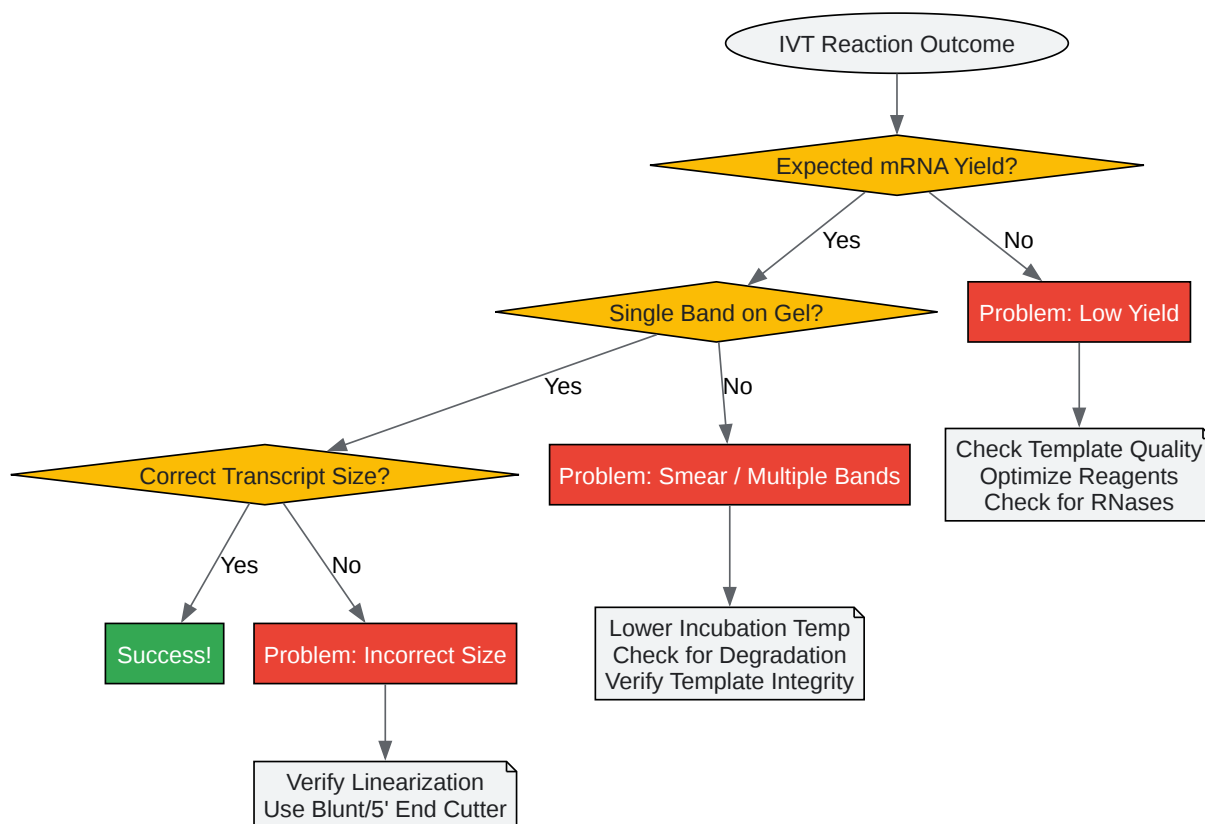 IVT Reaction Outcome
Expected mRNA Yield?
Yes
No
Single Band on Gel?
Problem: Low Yield
Yes
No
Check Template Quality
Optimize Reagents
Check for RNases
Correct Transcript Size?
Problem: Smear / Multiple Bands
Yes
No
Lower Incubation Temp
Check for Degradation
Verify Template Integrity
Success!
Problem: Incorrect Size
Verify Linearization
Use Blunt/5' End Cutter